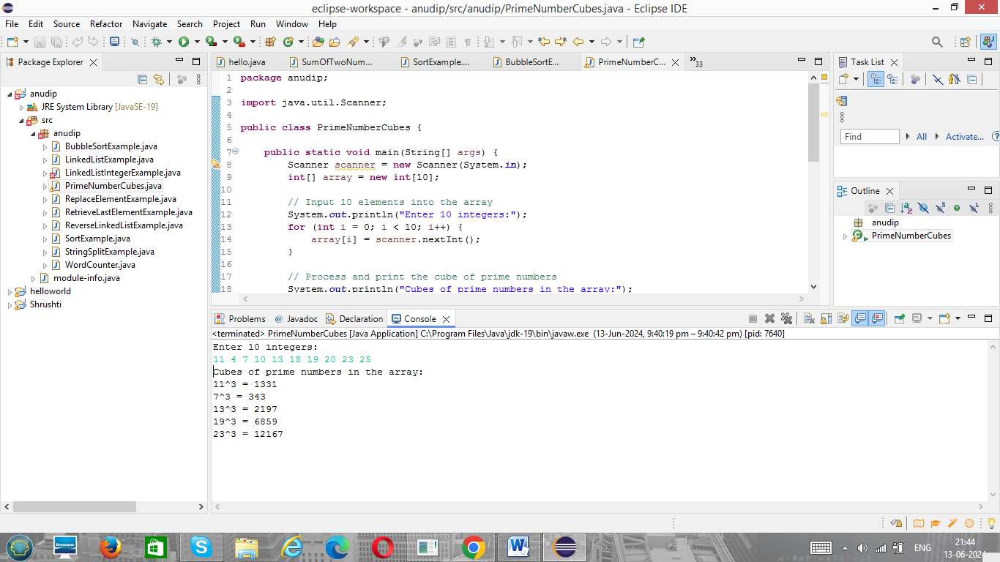 eclipse-workspace - anudip/src/anudip/PrimeNumberCubes.java - Eclipse IDE
File Edit Source Refactor Navigate Search Project Run Window Help
Package Explorer
anudip
JRE System Library [JavaSE-19]
src
anudip
BubbleSortExample.java
LinkedListExample.java
LinkedListIntegerExample.java
PrimeNumberCubes.java
ReplaceElementExample.java
RetrieveLastElementExample.java
ReverseLinkedListExample.java
SortExample.java
StringSplitExample.java
WordCounter.java
module-info.java
helloworld
Shrushti
hello.java SumOfTwoNum... SortExample.... BubbleSortE... PrimeNumberC... 33
1 package anudip;
2
3 import java.util.Scanner;
4
5 public class PrimeNumberCubes {
6
7 public static void main(String[] args) {
8 Scanner scanner = new Scanner(System.in);
9 int[] array = new int[10];
10
11 // Input 10 elements into the array
12 System.out.println("Enter 10 integers:");
13 for (int i = 0; i < 10; i++) {
14 array[i] = scanner.nextInt();
15 }
16
17 // Process and print the cube of prime numbers
18 System.out.println("Cubes of prime numbers in the array:");
Task List
Find All Activate...
Outline
anudip
PrimeNumberCubes
Problems @ Javadoc Declaration Console
<terminated> PrimeNumberCubes [Java Application] C:\Program Files\Java\jdk-19\bin\javaw.exe (13-Jun-2024, 9:40:19 pm – 9:40:42 pm) [pid: 7640]
Enter 10 integers:
11 4 7 10 13 18 19 20 23 25
Cubes of prime numbers in the array:
11^3 = 1331
7^3 = 343
13^3 = 2197
19^3 = 6859
23^3 = 12167
lenovo
ENG
21:44
13-06-2024